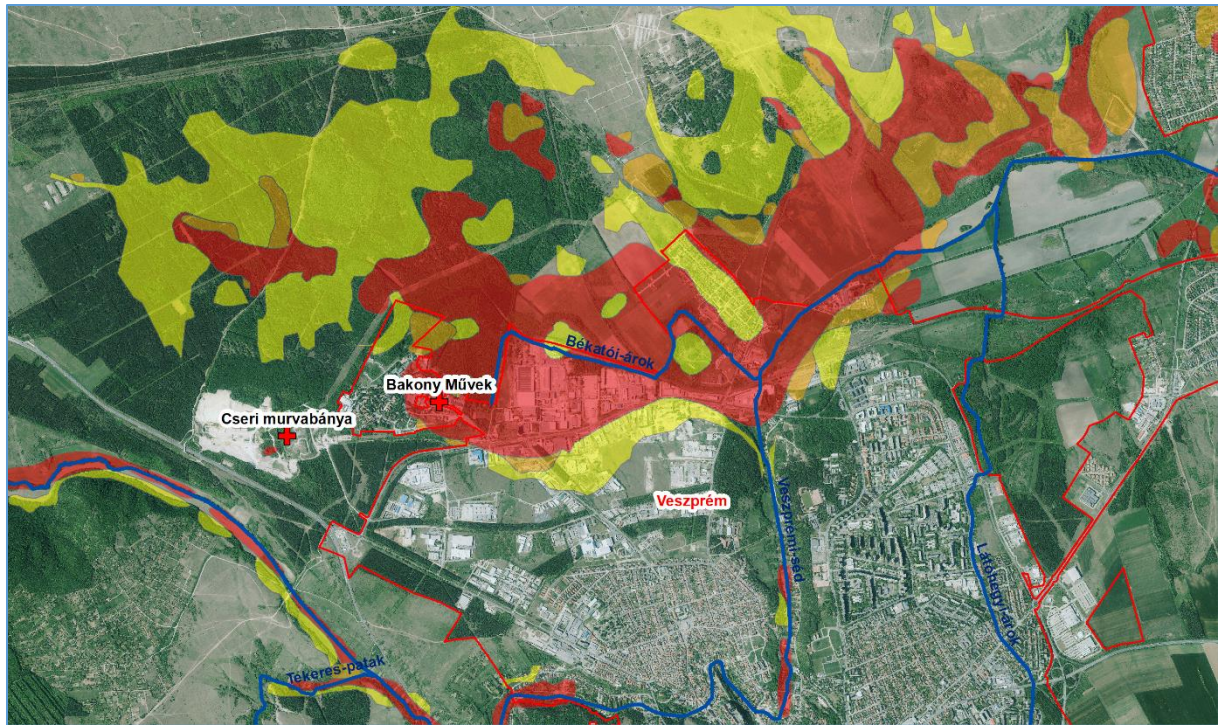 Békatói-árok
Bakony Művek
Cseri murvabánya
Veszprém
Veszprémi-séd
Látóhegyi-árok
Tekeres-patak